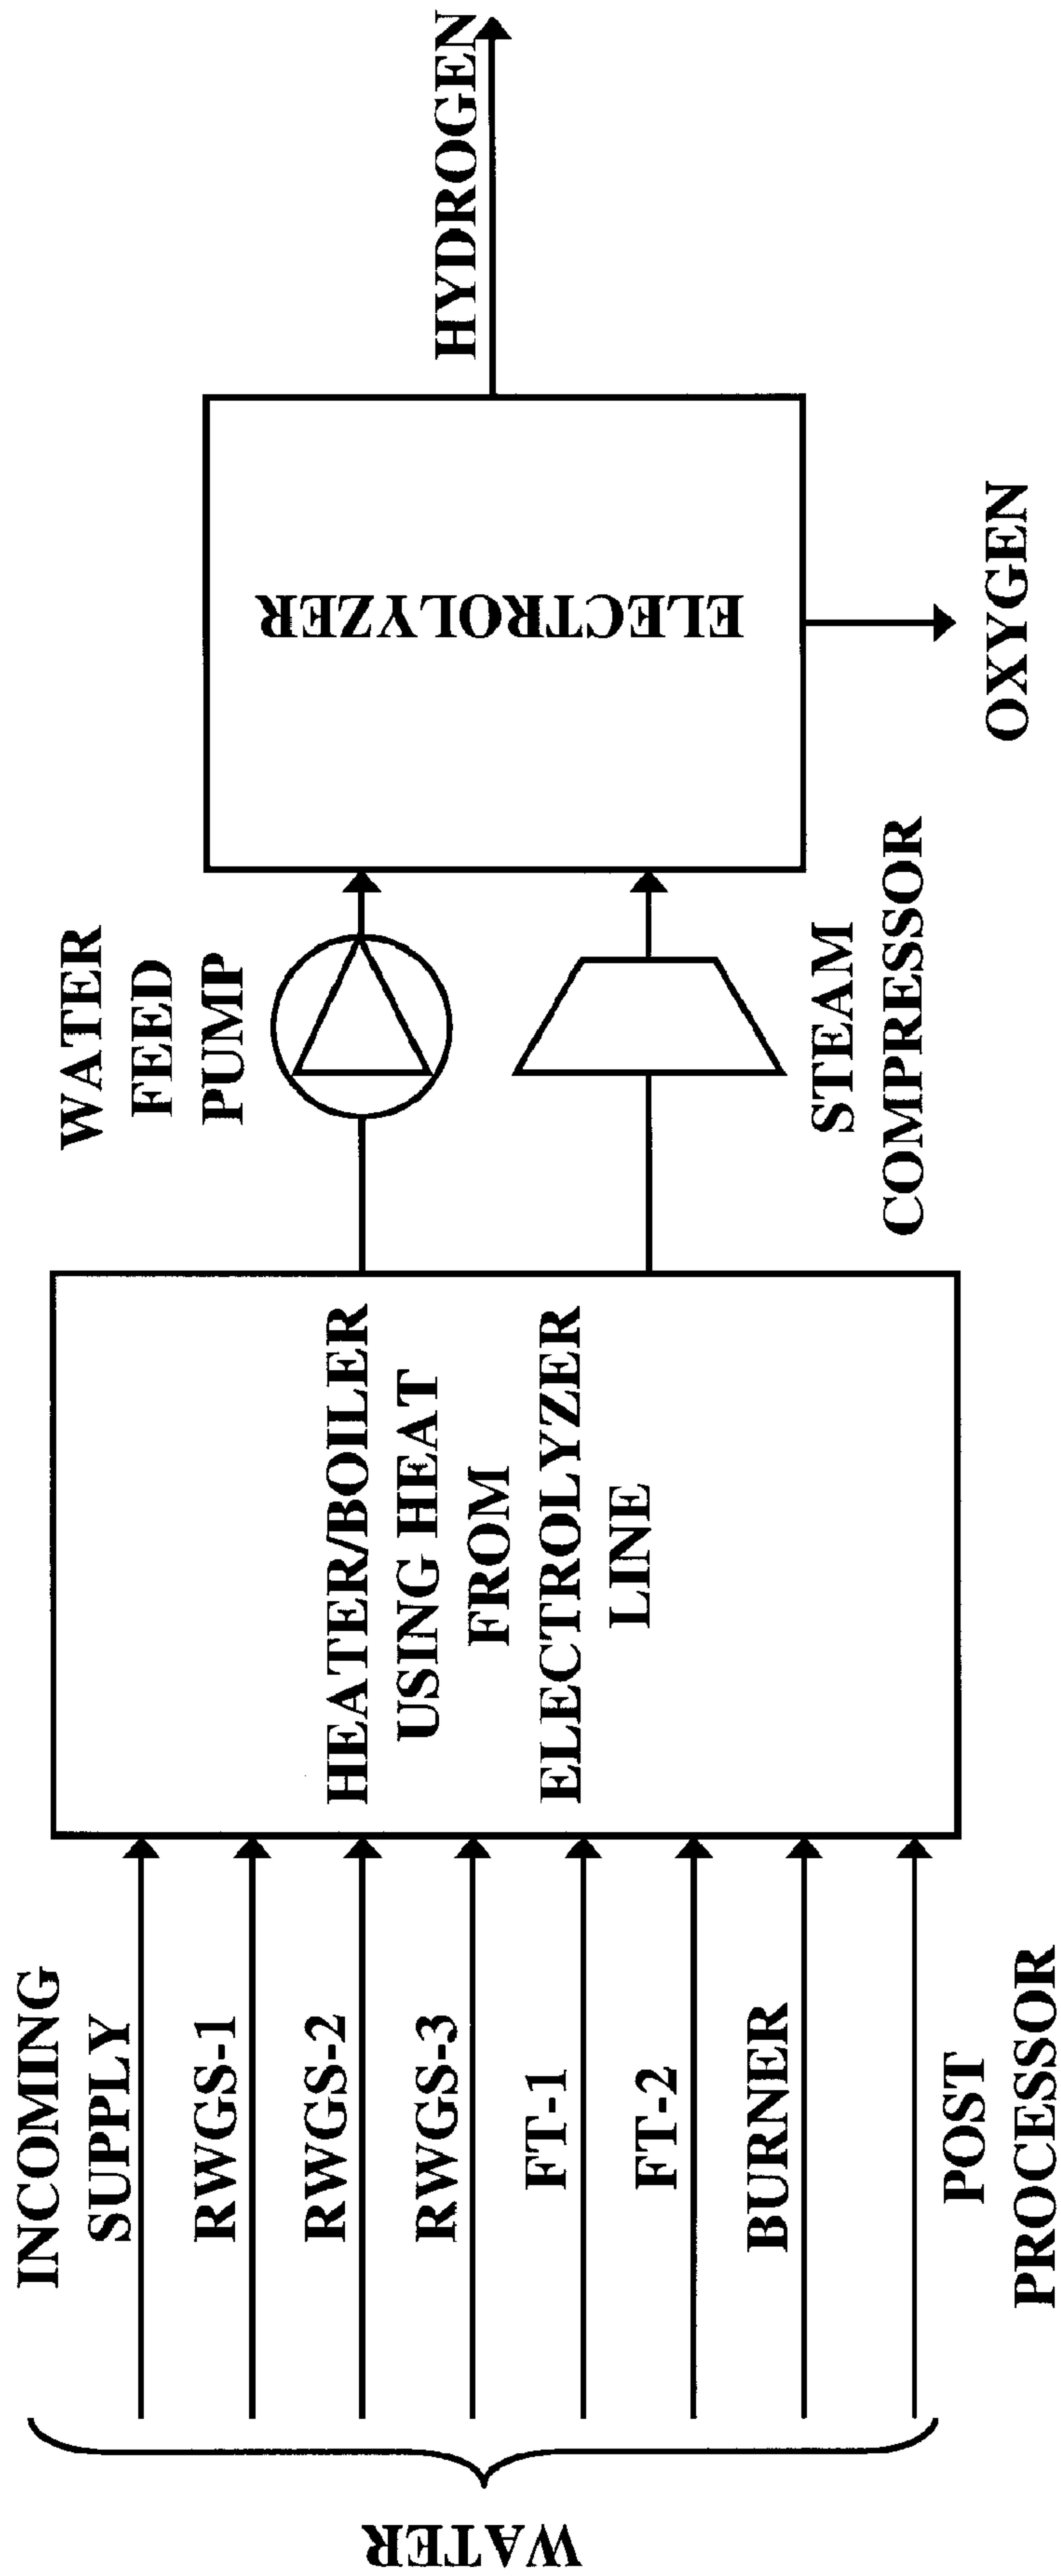 WATER
INCOMING
SUPPLY
RWGS-1
RWGS-2
RWGS-3
FT-1
FT-2
BURNER
POST
PROCESSOR
HEATER/BOILER
USING HEAT
FROM
ELECTROLYZER
LINE
WATER
FEED
PUMP
STEAM
COMPRESSOR
ELECTROLYZER
HYDROGEN
OXYGEN